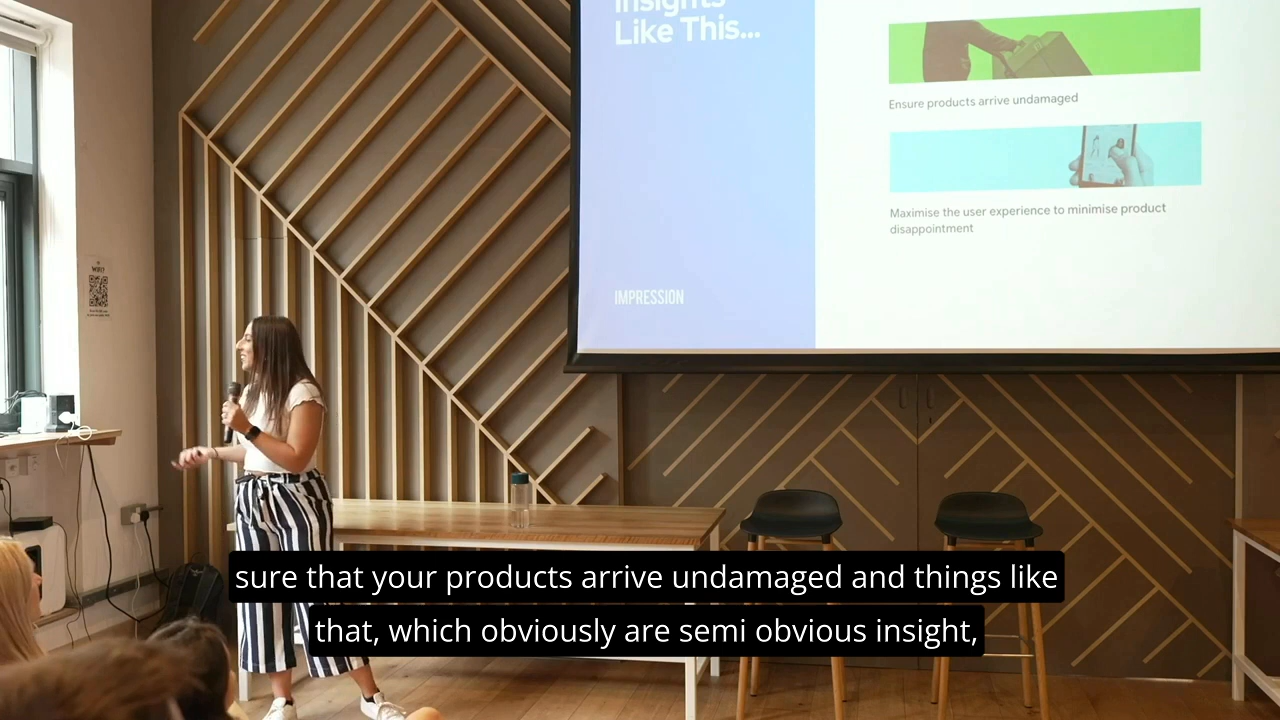 Insights
Like This...
Ensure products arrive undamaged
Maximise the user experience to minimise product
disappointment
IMPRESSION
WiFi?
sure that your products arrive undamaged and things like
that, which obviously are semi obvious insight,